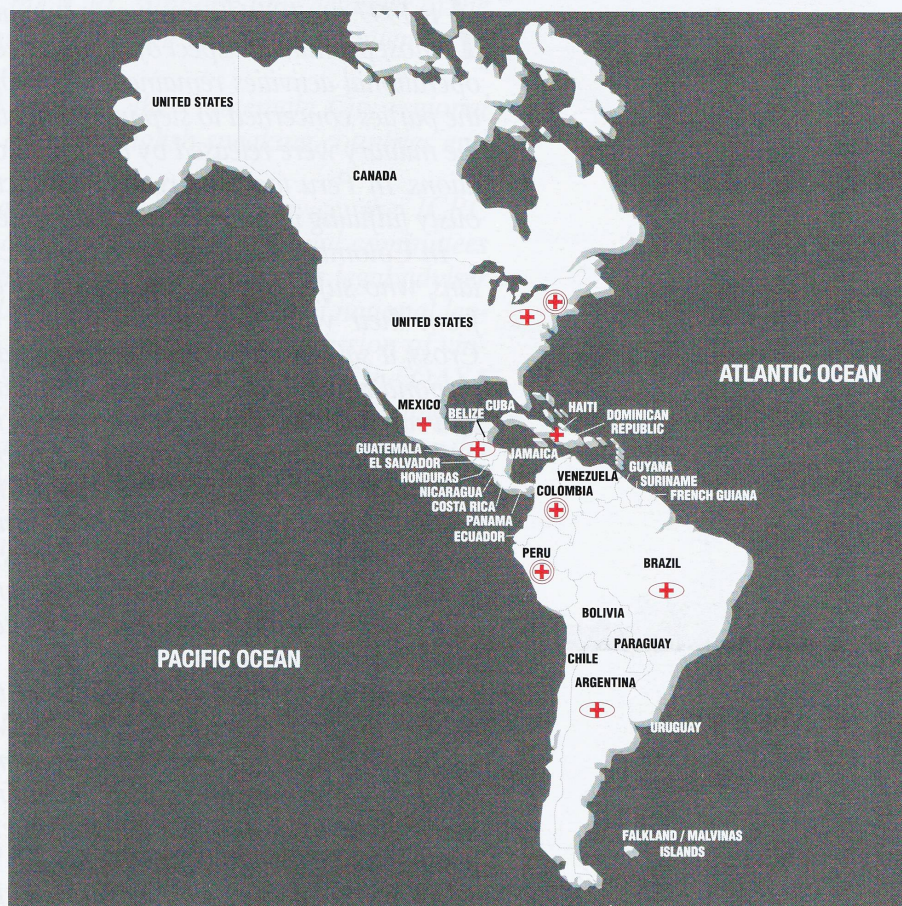 UNITED STATES
CANADA
UNITED STATES
ATLANTIC OCEAN
MEXICO
BELIZE
CUBA
HAITI
DOMINICAN
REPUBLIC
GUATEMALA
JAMAICA
EL SALVADOR
HONDURAS
VENEZUELA
GUYANA
SURINAME
NICARAGUA
COLOMBIA
FRENCH GUIANA
COSTA RICA
PANAMA
ECUADOR
PERU
BRAZIL
BOLIVIA
PARAGUAY
PACIFIC OCEAN
CHILE
ARGENTINA
URUGUAY
FALKLAND / MALVINAS
ISLANDS